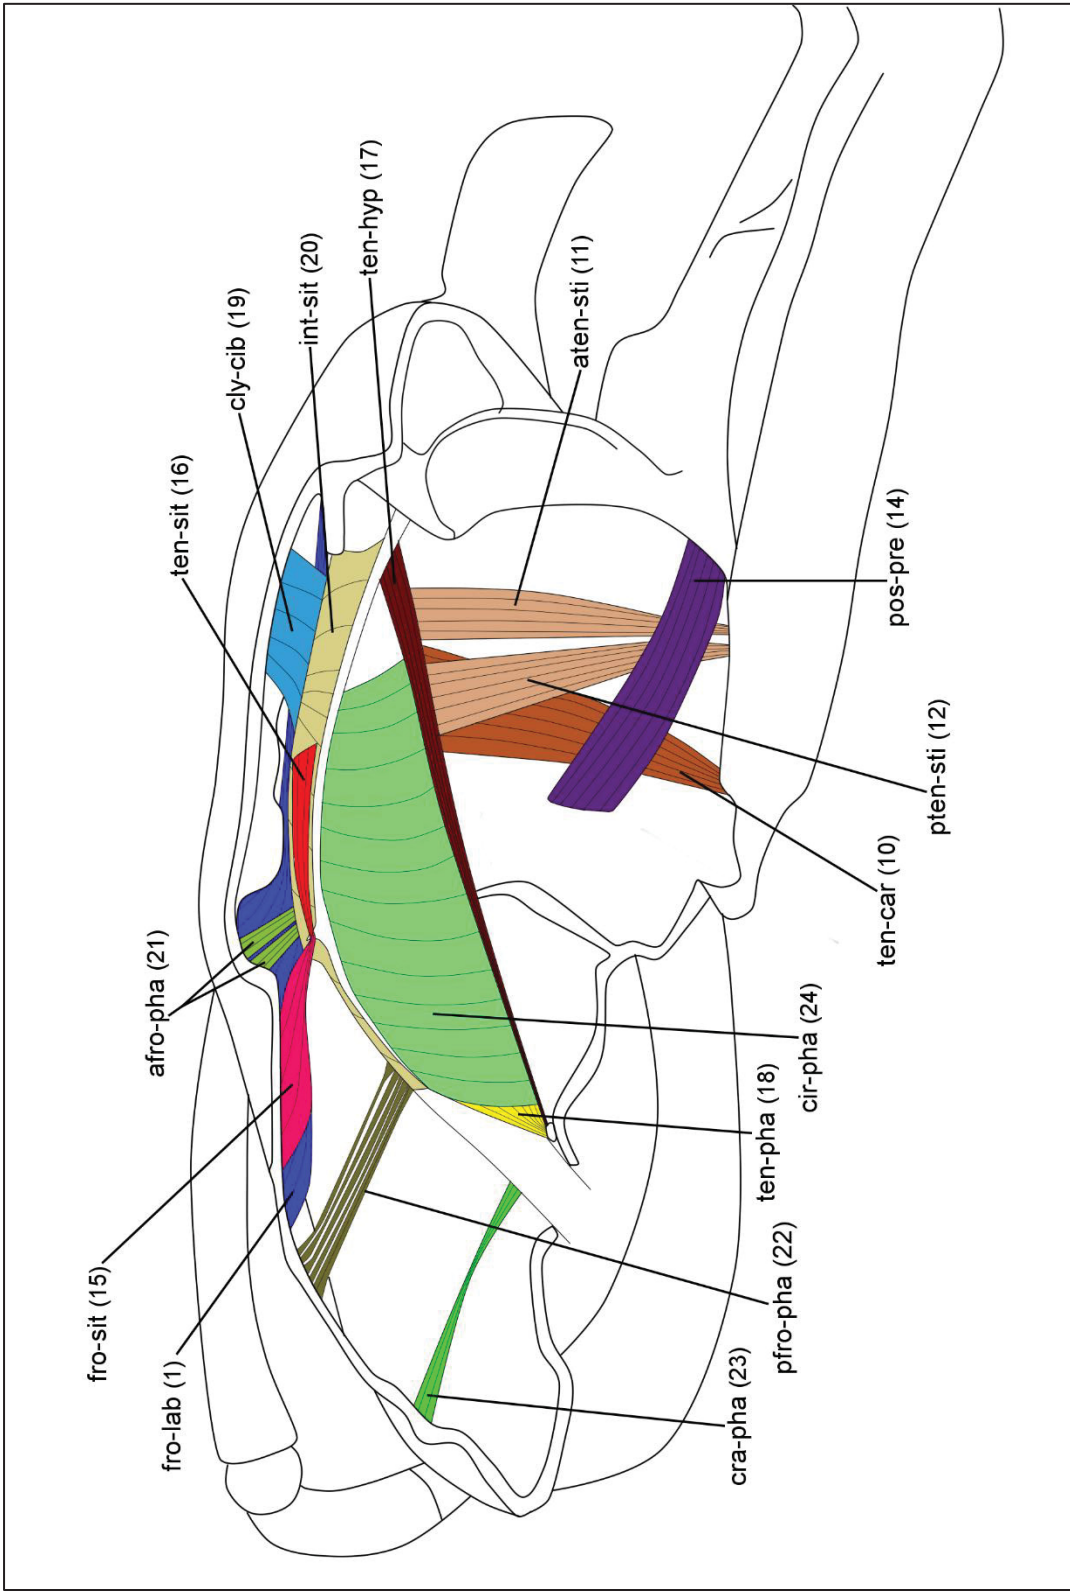 fro-lab (1)
fro-sit (15)
afro-pha (21)
ten-sit (16)
cly-cib (19)
int-sit (20)
ten-hyp (17)
aten-sti (11)
pos-pre (14)
pten-sti (12)
ten-car (10)
cir-pha (24)
ten-pha (18)
pfro-pha (22)
cra-pha (23)